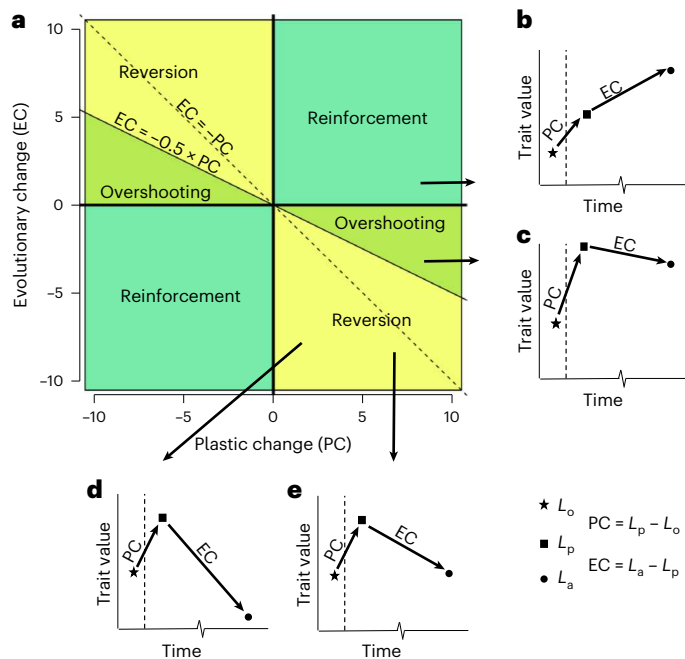 a
10
5
0
−5
−10
Evolutionary change (EC)
Reversion
EC = −PC
EC = −0.5 × PC
Overshooting
Reinforcement
Reinforcement
Overshooting
Reversion
−10
−5
0
5
10
Plastic change (PC)
b
Trait value
PC
EC
Time
c
Trait value
PC
EC
Time
d
Trait value
PC
EC
Time
e
Trait value
PC
EC
Time
Lo
Lp
La
PC = Lp − Lo
EC = La − Lp